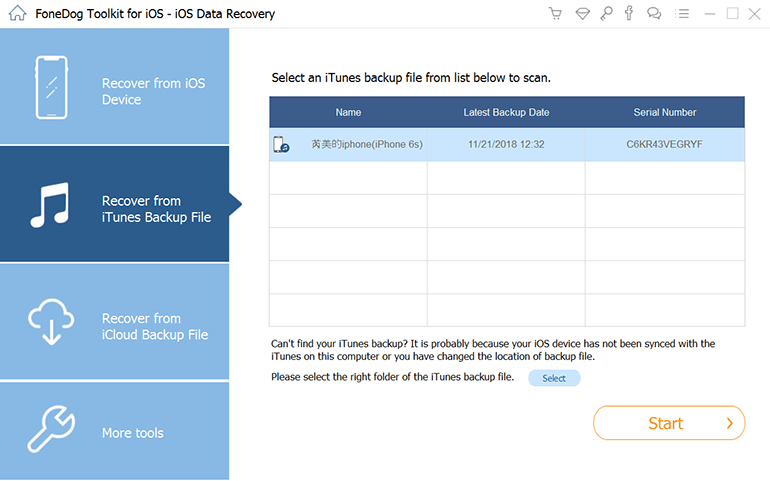 FoneDog Toolkit for iOS - iOS Data Recovery
Recover from iOS
Device
Recover from
iTunes Backup File
Recover from
iCloud Backup File
More tools
Select an iTunes backup file from list below to scan.
Name Latest Backup Date Serial Number
芮美的iphone(iPhone 6s) 11/21/2018 12:32 C6KR43VEGRYF
Can't find your iTunes backup? It is probably because your iOS device has not been synced with the
iTunes on this computer or you have changed the location of backup file.
Please select the right folder of the iTunes backup file. Select
Start